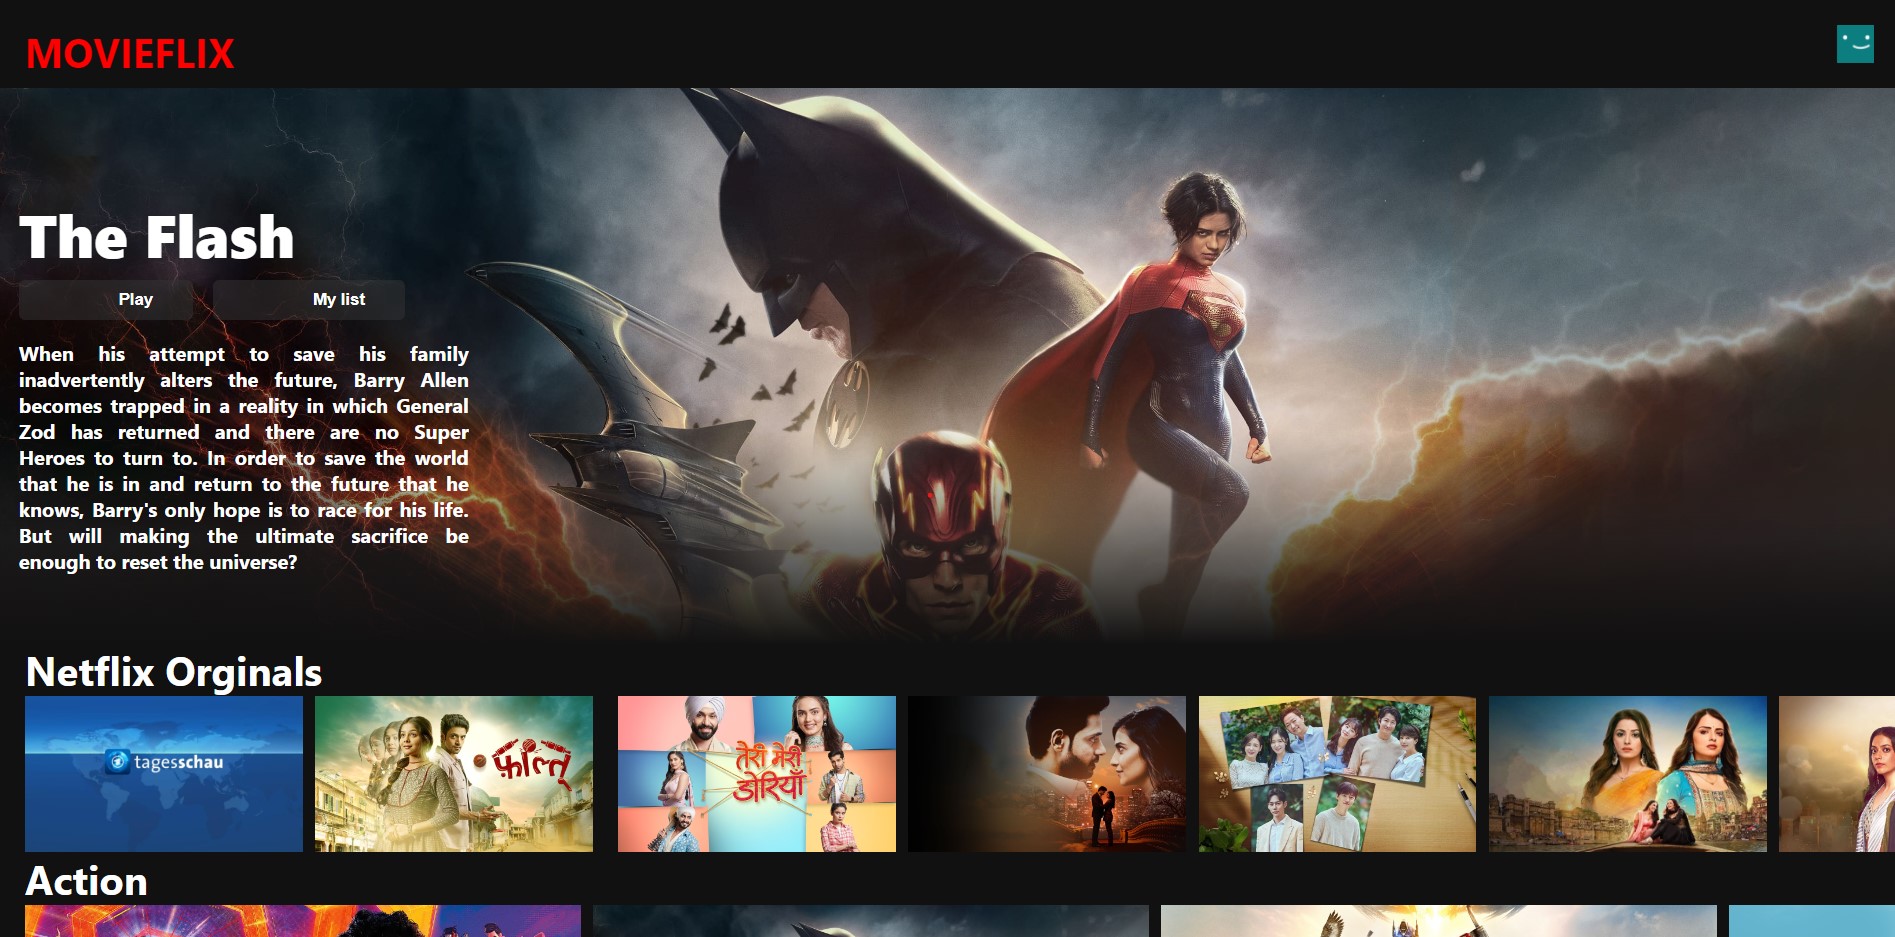 MOVIEFLIX
The Flash
Play
My list
When his attempt to save his family
inadvertently alters the future, Barry Allen
becomes trapped in a reality in which General
Zod has returned and there are no Super
Heroes to turn to. In order to save the world
that he is in and return to the future that he
knows, Barry's only hope is to race for his life.
But will making the ultimate sacrifice be
enough to reset the universe?
Netflix Orginals
tagesschau
फ़ाल्तू
तेरी मेरी
डोरियाँ
Action